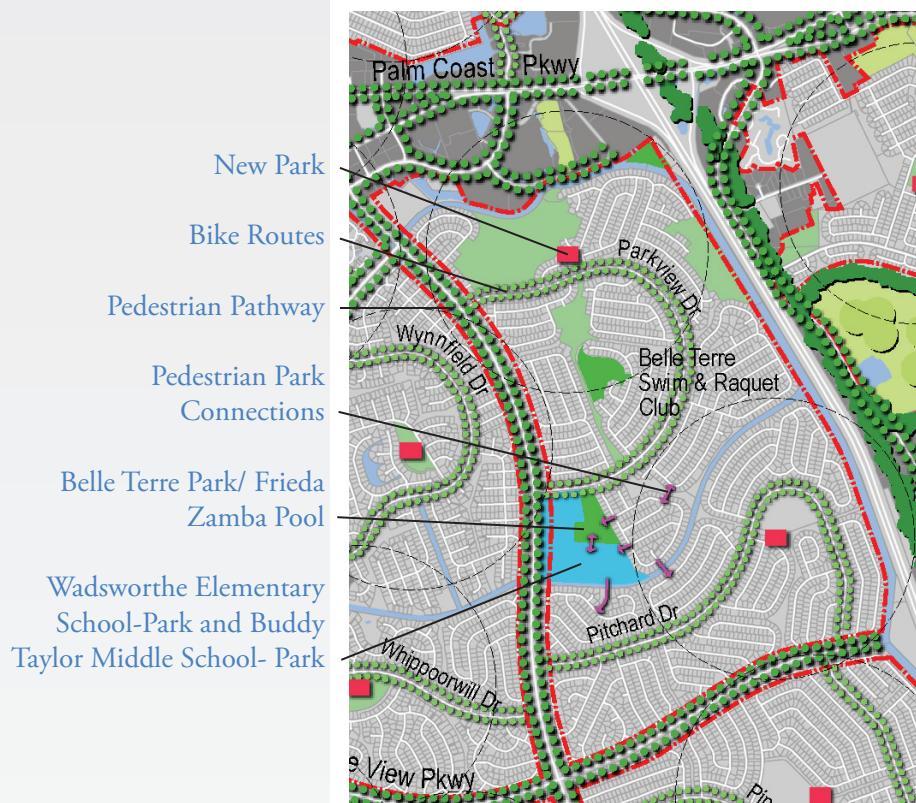 New Park
Bike Routes
Pedestrian Pathway
Pedestrian Park
Connections
Belle Terre Park/ Frieda
Zamba Pool
Wadsworthe Elementary
School-Park and Buddy
Taylor Middle School- Park
Palm Coast Pkwy
Parkview Dr
Wynnfield Dr
Belle Terre
Swim & Raquet
Club
Pitchard Dr
Whippoorwill Dr
e View Pkwy
Pin